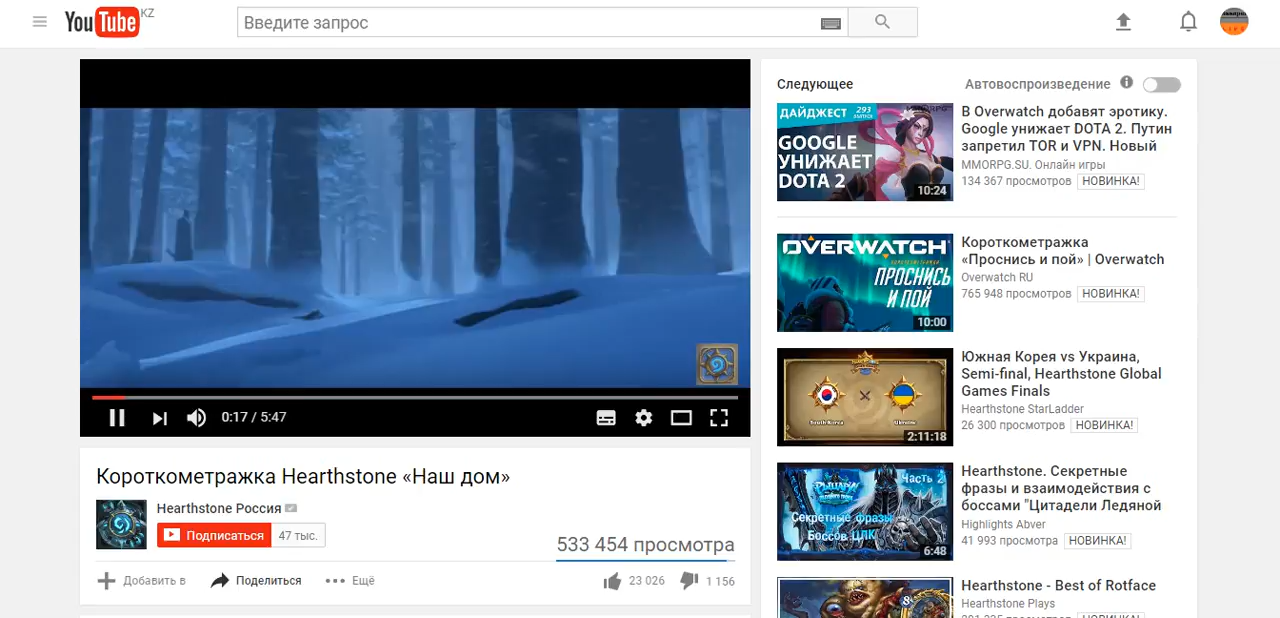 YouTube KZ
Введите запрос
0:17 / 5:47
Короткометражка Hearthstone «Наш дом»
Hearthstone Россия
Подписаться 47 тыс.
533 454 просмотра
Добавить в Поделиться Ещё
23 026 1 156
Следующее Автовоспроизведение
ДАЙДЖЕСТ 293
ВЫПУСК
GOOGLE
УНИЖАЕТ
DOTA 2
10:24
В Overwatch добавят эротику.
Google унижает DOTA 2. Путин
запретил TOR и VPN. Новый
MMORPG.SU. Онлайн игры
134 367 просмотров НОВИНКА!
OVERWATCH
ПРОСНИСЬ
И ПОЙ
10:00
Короткометражка
«Проснись и пой» | Overwatch
Overwatch RU
765 948 просмотров НОВИНКА!
South Korea Ukraine
2:11:18
Южная Корея vs Украина,
Semi-final, Hearthstone Global
Games Finals
Hearthstone StarLadder
26 300 просмотров НОВИНКА!
Часть 2
Секретные фразы
Боссов ЦЛК
6:48
Hearthstone. Секретные
фразы и взаимодействия с
боссами "Цитадели Ледяной
Highlights Abver
41 993 просмотра НОВИНКА!
8
Hearthstone - Best of Rotface
Hearthstone Plays